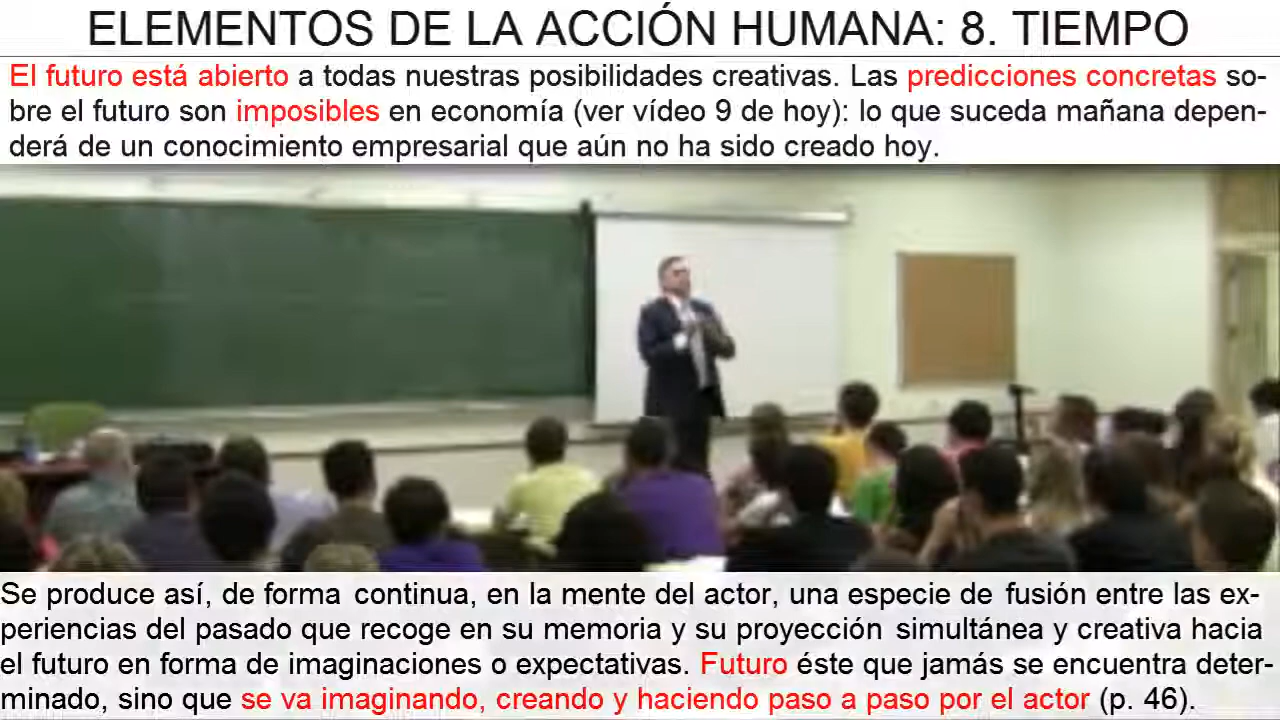 ELEMENTOS DE LA ACCIÓN HUMANA: 8. TIEMPO
El futuro está abierto a todas nuestras posibilidades creativas. Las predicciones concretas so-
bre el futuro son imposibles en economía (ver vídeo 9 de hoy): lo que suceda mañana depen-
derá de un conocimiento empresarial que aún no ha sido creado hoy.
Se produce así, de forma continua, en la mente del actor, una especie de fusión entre las ex-
periencias del pasado que recoge en su memoria y su proyección simultánea y creativa hacia
el futuro en forma de imaginaciones o expectativas. Futuro éste que jamás se encuentra deter-
minado, sino que se va imaginando, creando y haciendo paso a paso por el actor (p. 46).